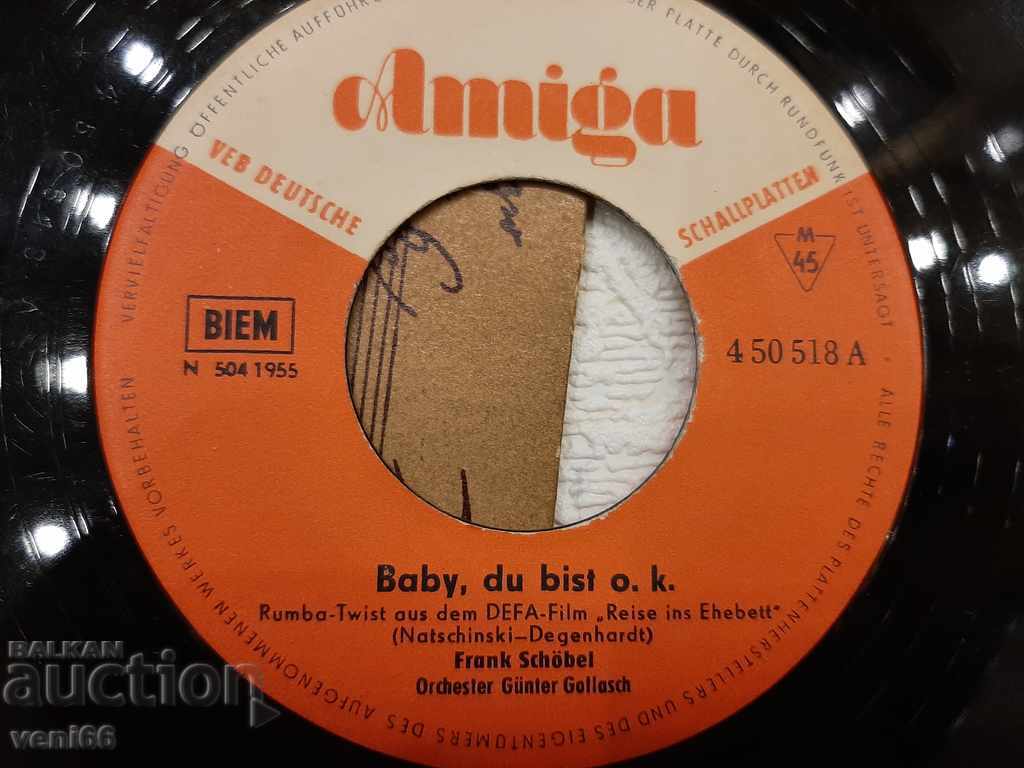 Amiga
VEB DEUTSCHE SCHALLPLATTEN
M
45
BIEM
N 504 1955
4 50 518 A
Baby, du bist o. k.
Rumba-Twist aus dem DEFA-Film „Reise ins Ehebett“
(Natschinski—Degenhardt)
Frank Schöbel
Orchester Günter Gollasch
ALLE RECHTE DES PLATTENHERSTELLERS UND DES EIGENTÜMERS DES AUFGENOMMENEN WERKES VORBEHALTEN
VERVIELFÄLTIGUNG ÖFFENTLICHE AUFFÜHR
ER PLATTE DURCH RUNDFUNK IST UNTERSAGT
BALKAN
auction
veni66